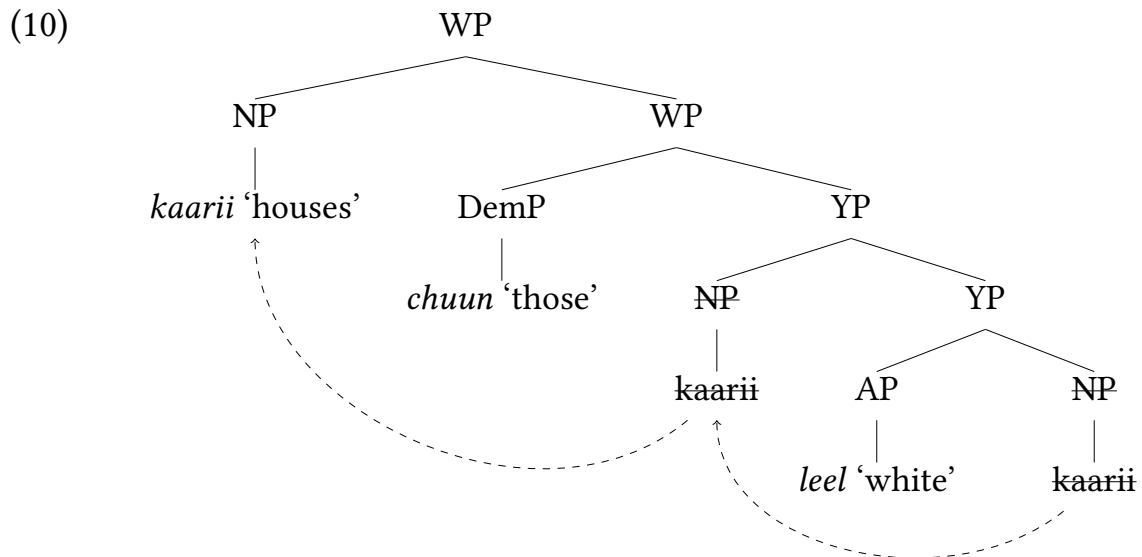 (10) WP
NP WP
kaarii ‘houses’ DemP YP
chuun ‘those’ NP YP
kaarii AP NP
leel ‘white’ kaarii